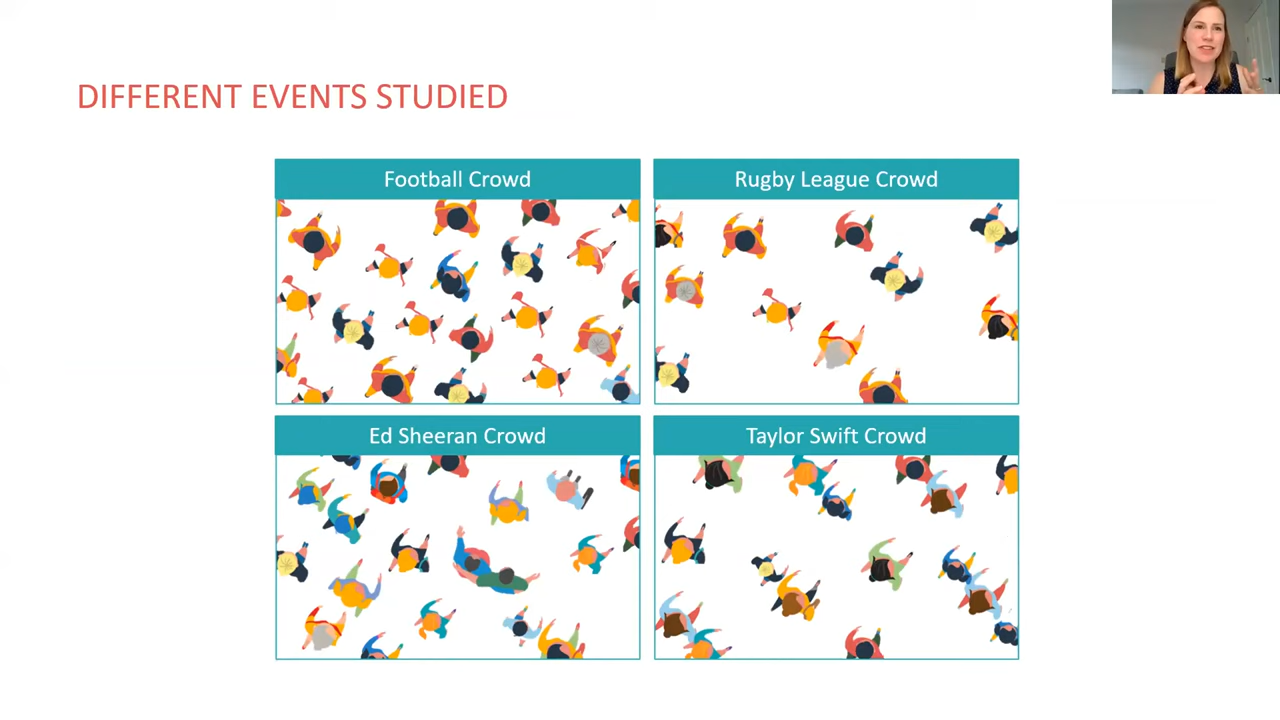 DIFFERENT EVENTS STUDIED
Football Crowd
Rugby League Crowd
Ed Sheeran Crowd
Taylor Swift Crowd